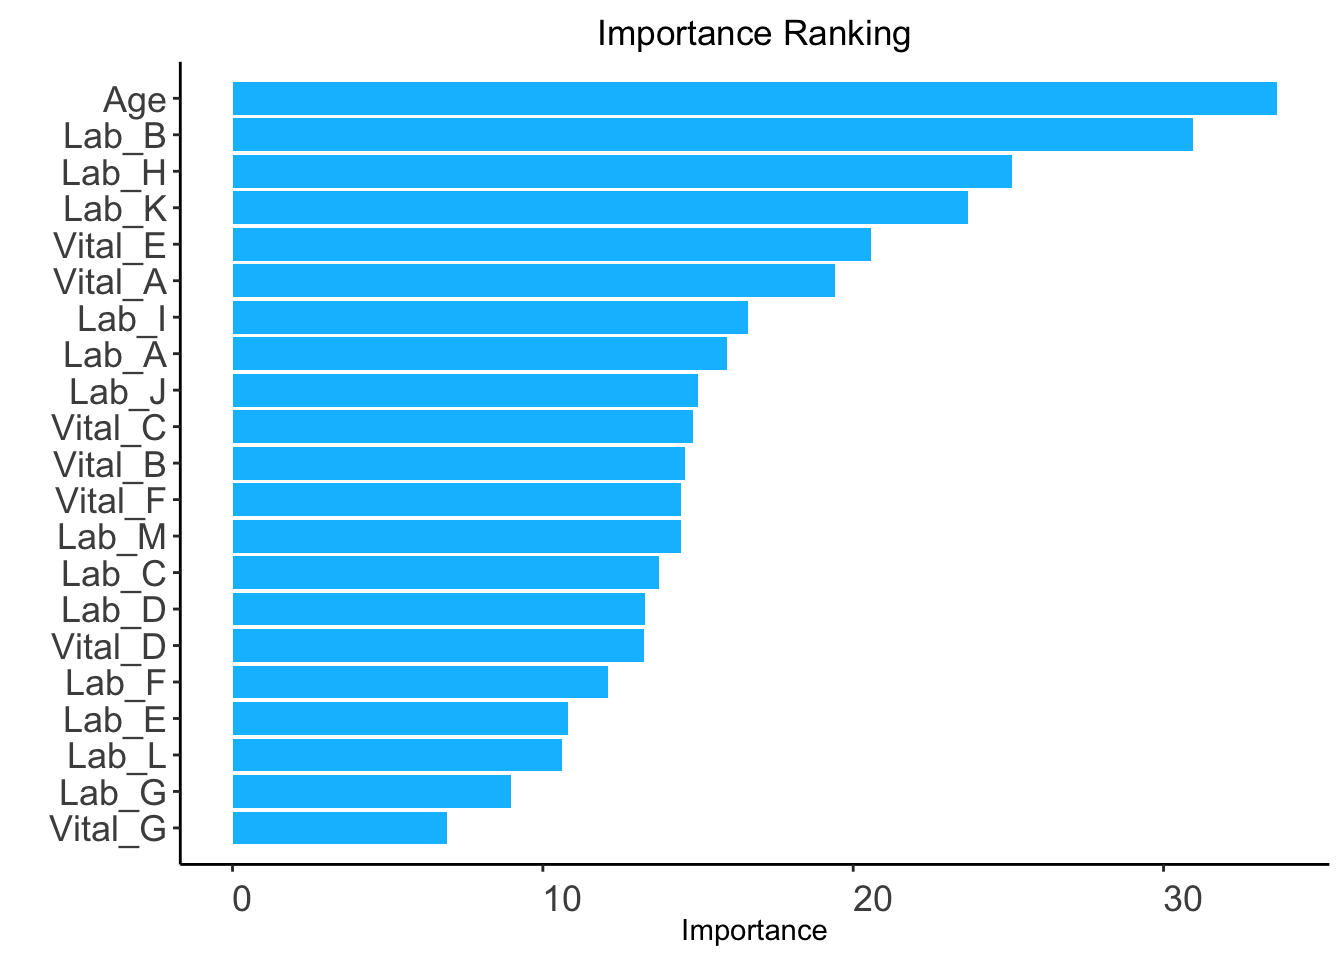 Importance Ranking
Age
Lab_B
Lab_H
Lab_K
Vital_E
Vital_A
Lab_I
Lab_A
Lab_J
Vital_C
Vital_B
Vital_F
Lab_M
Lab_C
Lab_D
Vital_D
Lab_F
Lab_E
Lab_L
Lab_G
Vital_G
0 10 20 30
Importance